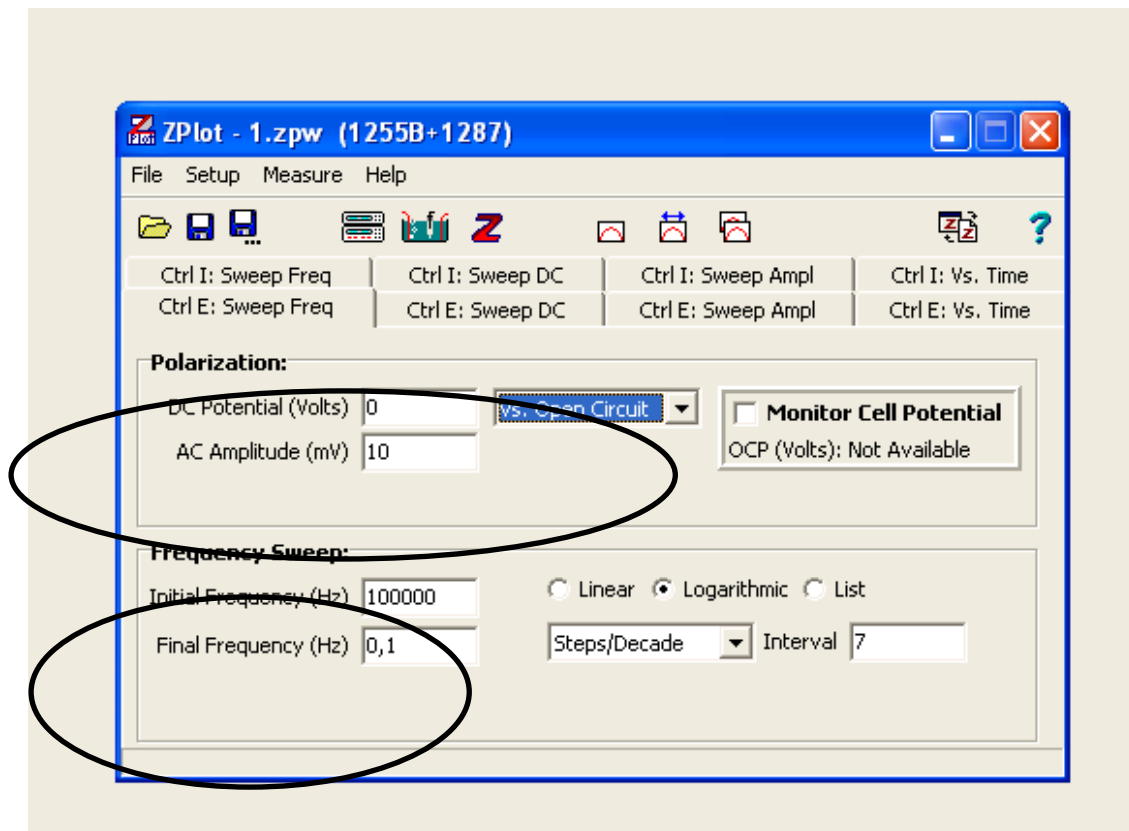 ZPlot - 1.zpw (1255B+1287)
File Setup Measure Help
Ctrl I: Sweep Freq Ctrl I: Sweep DC Ctrl I: Sweep Ampl Ctrl I: Vs. Time
Ctrl E: Sweep Freq Ctrl E: Sweep DC Ctrl E: Sweep Ampl Ctrl E: Vs. Time
Polarization:
DC Potential (Volts) 0 Vs. Open Circuit Monitor Cell Potential
AC Amplitude (mV) 10 OCP (Volts): Not Available
Frequency Sweep:
Initial Frequency (Hz) 100000 Linear Logarithmic List
Final Frequency (Hz) 0,1 Steps/Decade Interval 7